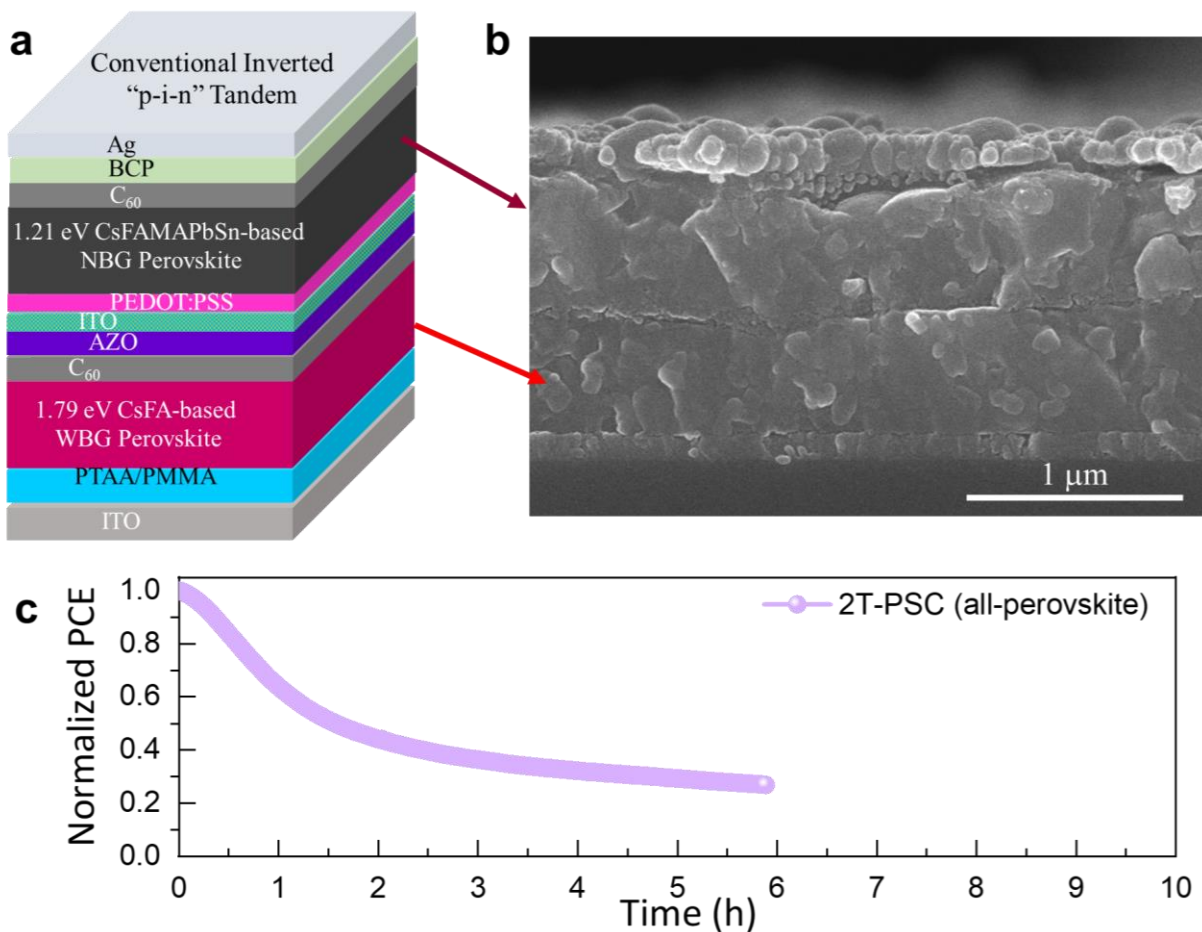 a
Conventional Inverted
“p-i-n” Tandem
Ag
BCP
C₆₀
1.21 eV CsFAMAPbSn-based
NBG Perovskite
PEDOT:PSS
ITO
AZO
C₆₀
1.79 eV CsFA-based
WBG Perovskite
PTAA/PMMA
ITO
b
1 µm
c
Normalized PCE
1.0
0.8
0.6
0.4
0.2
0.0
2T-PSC (all-perovskite)
0 1 2 3 4 5 6 7 8 9 10
Time (h)